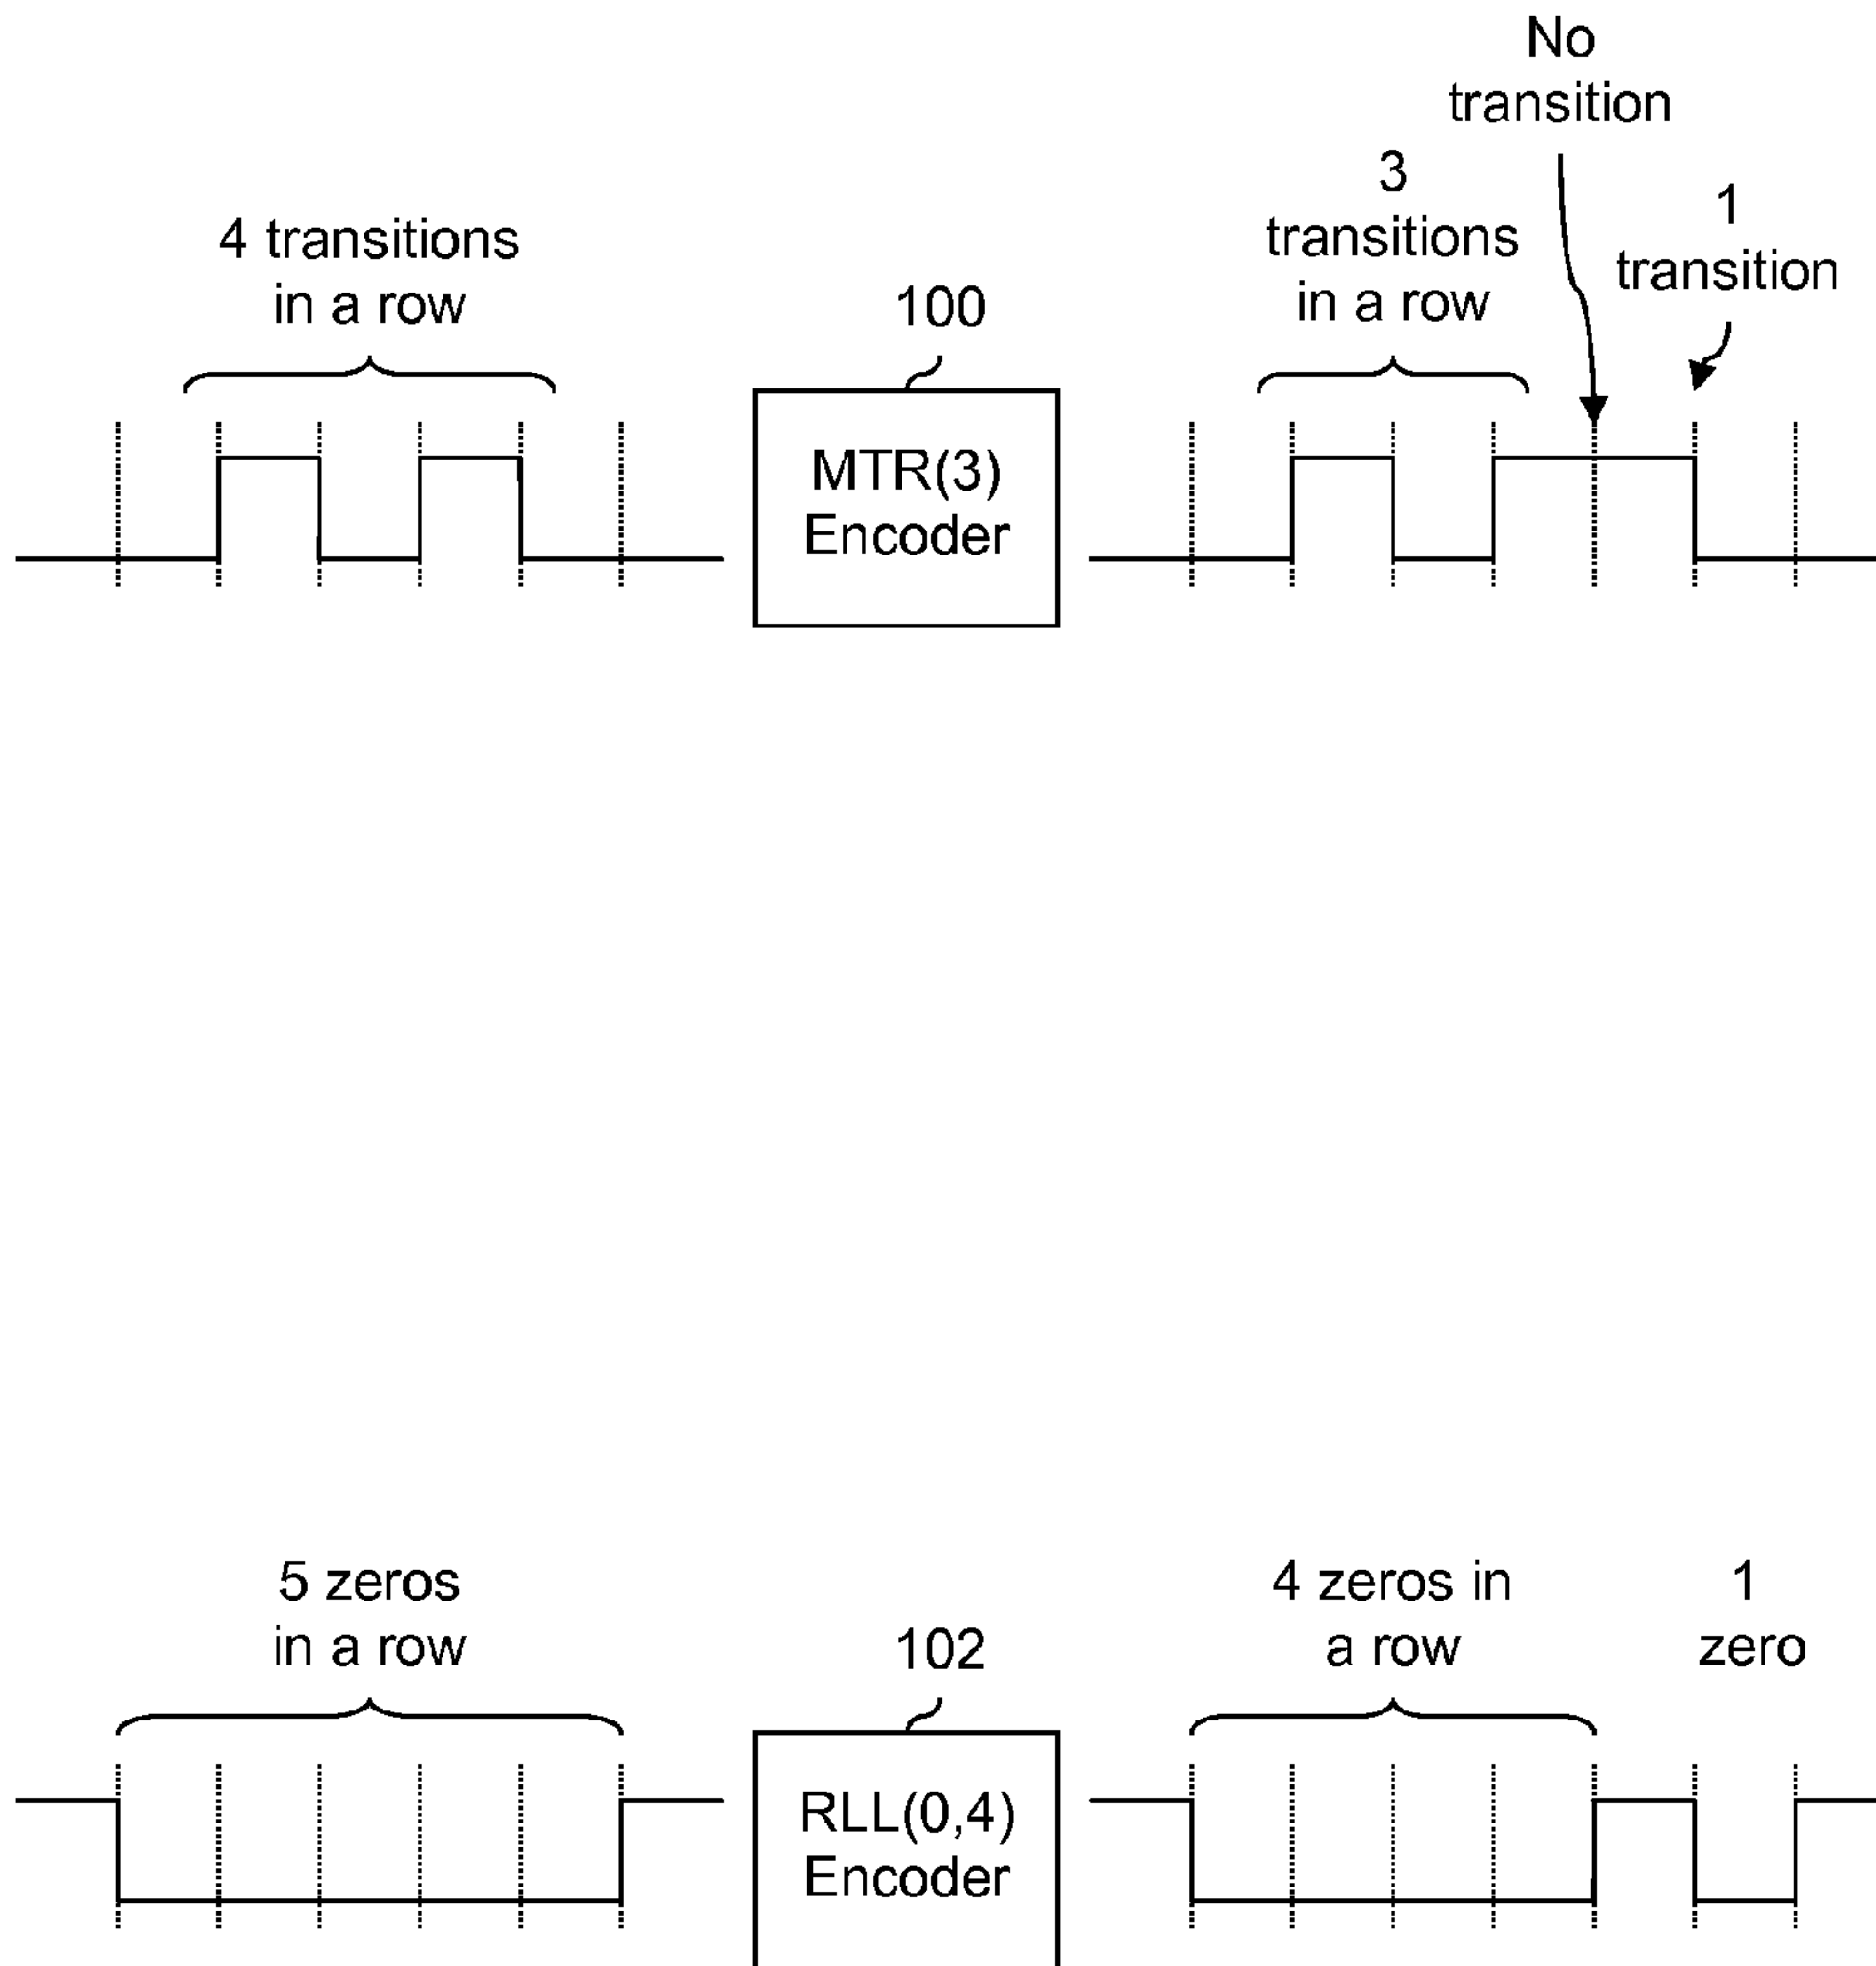 4 transitions
in a row
100
MTR(3)
Encoder
3
transitions
in a row
No
transition
1
transition
5 zeros
in a row
102
RLL(0,4)
Encoder
4 zeros in
a row
1
zero